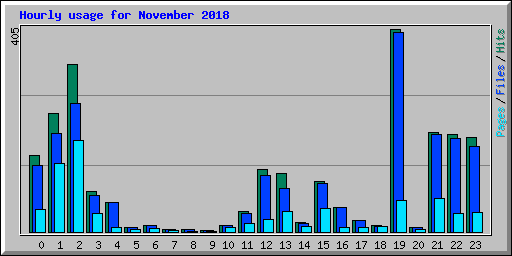 Hourly usage for November 2018
405
Pages/Files/Hits
0 1 2 3 4 5 6 7 8 9 10 11 12 13 14 15 16 17 18 19 20 21 22 23